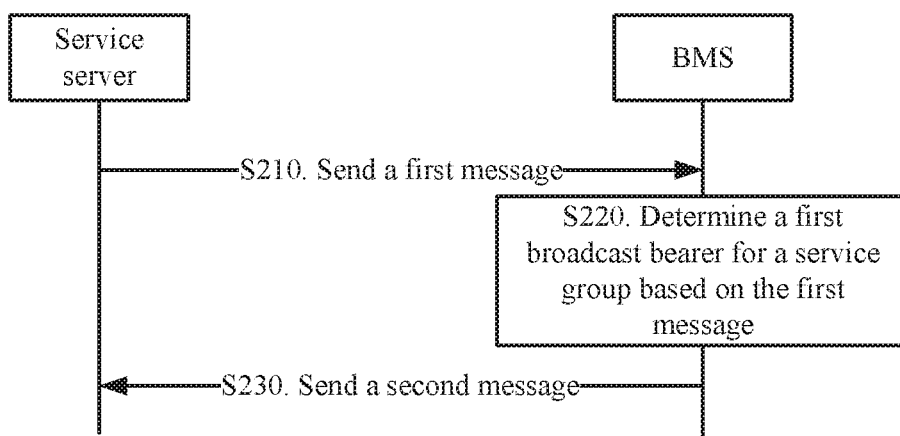 Service
server
BMS
S210. Send a first message
S220. Determine a first
broadcast bearer for a service
group based on the first
message
S230. Send a second message